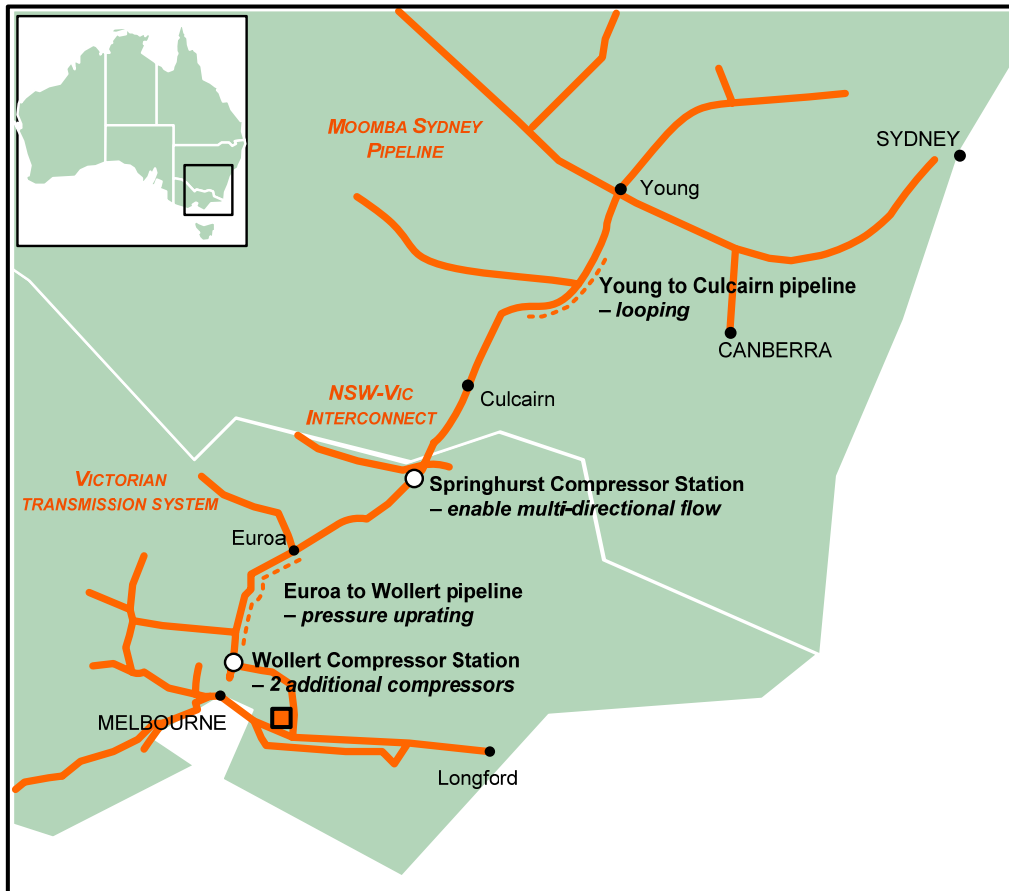 SYDNEY
MOOMBA SYDNEY
PIPELINE
Young
Young to Culcairn pipeline
– looping
CANBERRA
NSW-VIC
INTERCONNECT
Culcairn
VICTORIAN
TRANSMISSION SYSTEM
Springhurst Compressor Station
– enable multi-directional flow
Euroa
Euroa to Wollert pipeline
– pressure uprating
Wollert Compressor Station
– 2 additional compressors
MELBOURNE
Longford